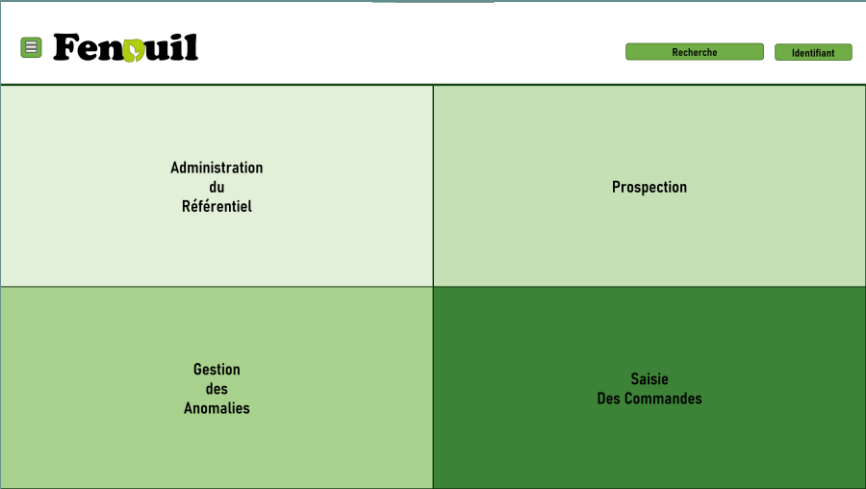 Fenouil
Recherche
Identifiant
Administration
du
Référentiel
Prospection
Gestion
des
Anomalies
Saisie
Des Commandes